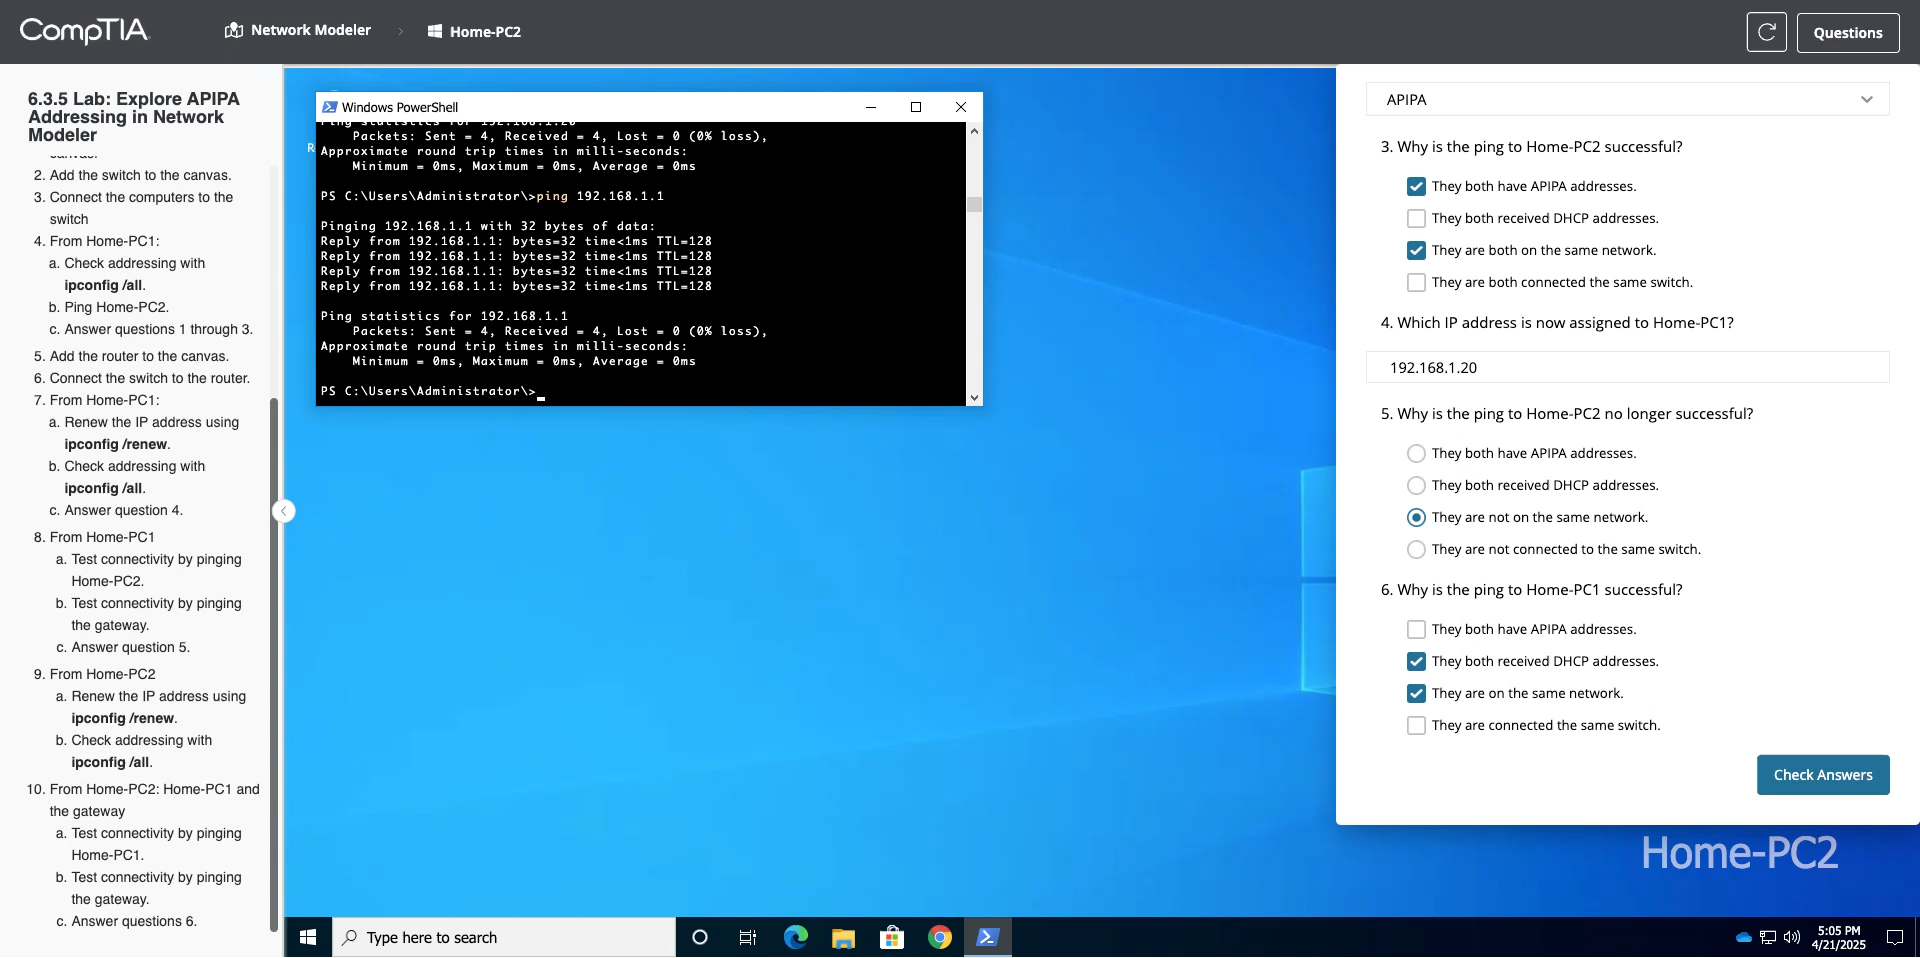 CompTIA.
Network Modeler
Home-PC2
Questions
6.3.5 Lab: Explore APIPA
Addressing in Network
Modeler
canvas.
2. Add the switch to the canvas.
3. Connect the computers to the
switch
4. From Home-PC1:
a. Check addressing with
ipconfig /all.
b. Ping Home-PC2.
c. Answer questions 1 through 3.
5. Add the router to the canvas.
6. Connect the switch to the router.
7. From Home-PC1:
a. Renew the IP address using
ipconfig /renew.
b. Check addressing with
ipconfig /all.
c. Answer question 4.
8. From Home-PC1
a. Test connectivity by pinging
Home-PC2.
b. Test connectivity by pinging
the gateway.
c. Answer question 5.
9. From Home-PC2
a. Renew the IP address using
ipconfig /renew.
b. Check addressing with
ipconfig /all.
10. From Home-PC2: Home-PC1 and
the gateway
a. Test connectivity by pinging
Home-PC1.
b. Test connectivity by pinging
the gateway.
c. Answer questions 6.
R
Windows PowerShell
Ping statistics for 192.168.1.20
Packets: Sent = 4, Received = 4, Lost = 0 (0% loss),
Approximate round trip times in milli-seconds:
Minimum = 0ms, Maximum = 0ms, Average = 0ms
PS C:\Users\Administrator\>ping 192.168.1.1
Pinging 192.168.1.1 with 32 bytes of data:
Reply from 192.168.1.1: bytes=32 time<1ms TTL=128
Reply from 192.168.1.1: bytes=32 time<1ms TTL=128
Reply from 192.168.1.1: bytes=32 time<1ms TTL=128
Reply from 192.168.1.1: bytes=32 time<1ms TTL=128
Ping statistics for 192.168.1.1
Packets: Sent = 4, Received = 4, Lost = 0 (0% loss),
Approximate round trip times in milli-seconds:
Minimum = 0ms, Maximum = 0ms, Average = 0ms
PS C:\Users\Administrator\>
APIPA
3. Why is the ping to Home-PC2 successful?
They both have APIPA addresses.
They both received DHCP addresses.
They are both on the same network.
They are both connected the same switch.
4. Which IP address is now assigned to Home-PC1?
192.168.1.20
5. Why is the ping to Home-PC2 no longer successful?
They both have APIPA addresses.
They both received DHCP addresses.
They are not on the same network.
They are not connected to the same switch.
6. Why is the ping to Home-PC1 successful?
They both have APIPA addresses.
They both received DHCP addresses.
They are on the same network.
They are connected the same switch.
Check Answers
Home-PC2
Type here to search
5:05 PM
4/21/2025